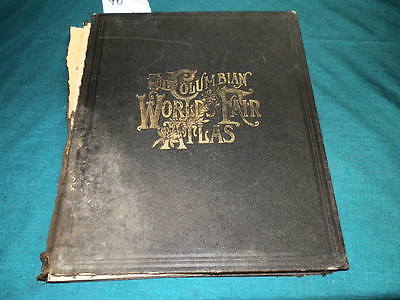 THE COLUMBIAN
WORLD'S FAIR
ATLAS